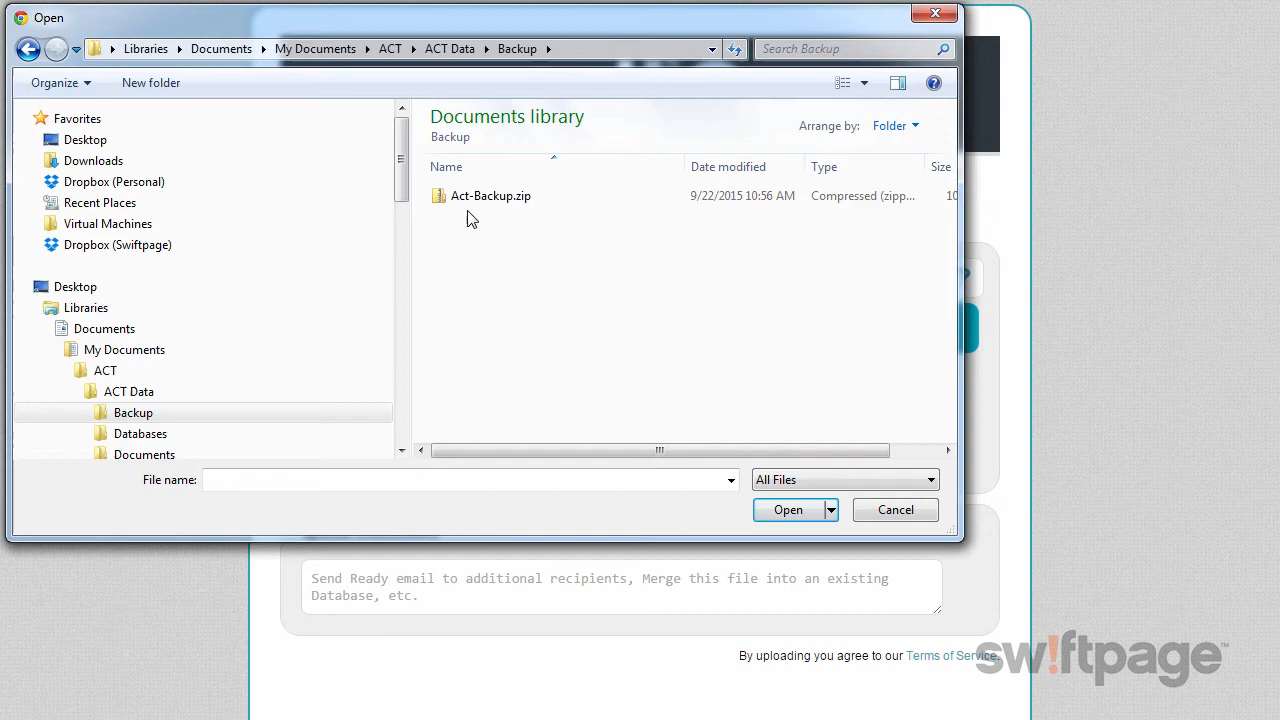 Open
Libraries
Documents
My Documents
ACT
ACT Data
Backup
Search Backup
Organize
New folder
Favorites
Desktop
Downloads
Dropbox (Personal)
Recent Places
Virtual Machines
Dropbox (Swiftpage)
Desktop
Libraries
Documents
My Documents
ACT
ACT Data
Backup
Databases
Documents
Documents library
Backup
Arrange by: Folder
Name Date modified Type Size
Act-Backup.zip 9/22/2015 10:56 AM Compressed (zipp... 10
File name:
All Files
Open
Cancel
Send Ready email to additional recipients, Merge this file into an existing
Database, etc.
By uploading you agree to our Terms of Service.
sw!ftpage™